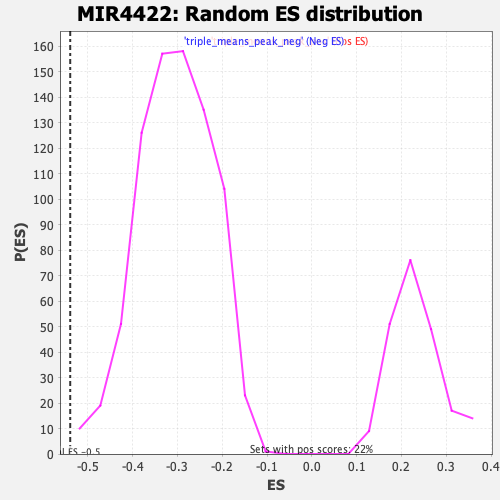 MIR4422: Random ES distribution
'triple_means_peak_neg' (Neg ES)
os ES)
160
150
140
130
120
110
100
90
80
70
60
50
40
30
20
10
0
P(ES)
ES -0.5
Sets with pos scores: 22%
-0.5 -0.4 -0.3 -0.2 -0.1 0.0 0.1 0.2 0.3 0.4
ES